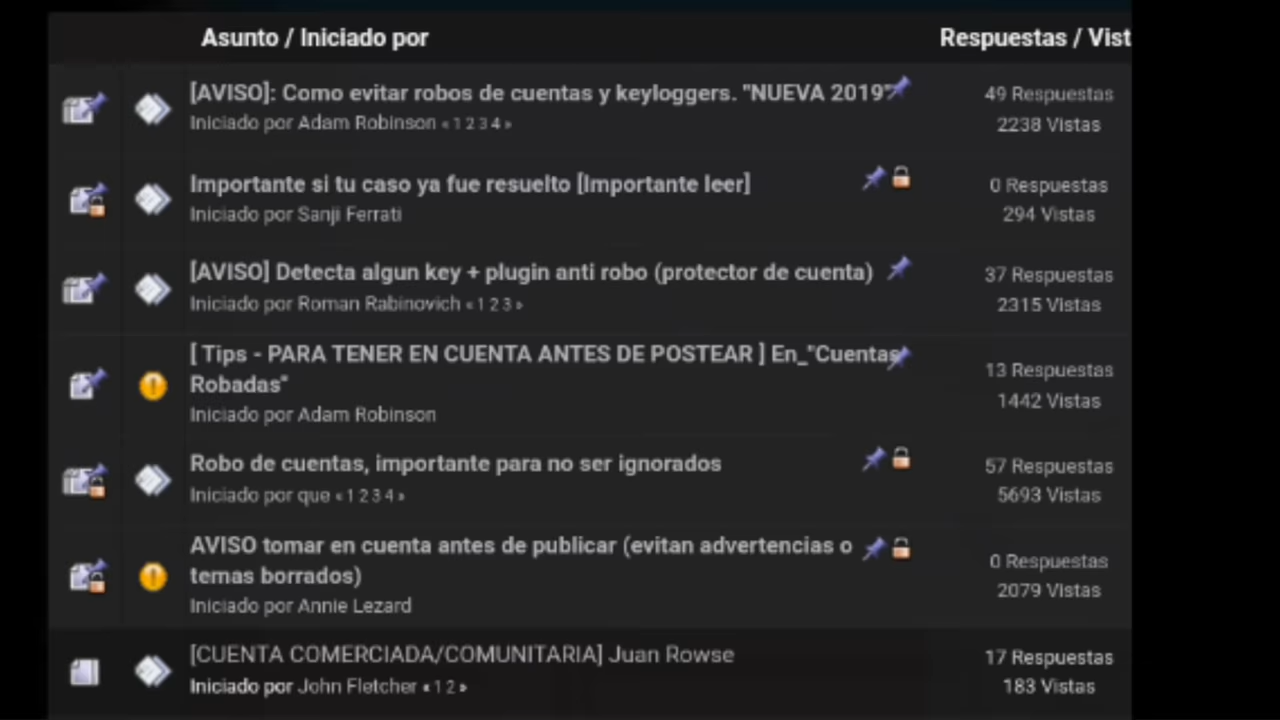 Asunto / Iniciado por
Respuestas / Vist
[AVISO]: Como evitar robos de cuentas y keyloggers. "NUEVA 2019"
Iniciado por Adam Robinson « 1 2 3 4 »
49 Respuestas
2238 Vistas
Importante si tu caso ya fue resuelto [Importante leer]
Iniciado por Sanji Ferrati
0 Respuestas
294 Vistas
[AVISO] Detecta algun key + plugin anti robo (protector de cuenta)
Iniciado por Roman Rabinovich « 1 2 3 »
37 Respuestas
2315 Vistas
[ Tips - PARA TENER EN CUENTA ANTES DE POSTEAR ] En_"Cuentas
Robadas"
Iniciado por Adam Robinson
13 Respuestas
1442 Vistas
Robo de cuentas, importante para no ser ignorados
Iniciado por que « 1 2 3 4 »
57 Respuestas
5693 Vistas
AVISO tomar en cuenta antes de publicar (evitan advertencias o
temas borrados)
Iniciado por Annie Lezard
0 Respuestas
2079 Vistas
[CUENTA COMERCIADA/COMUNITARIA] Juan Rowse
Iniciado por John Fletcher « 1 2 »
17 Respuestas
183 Vistas